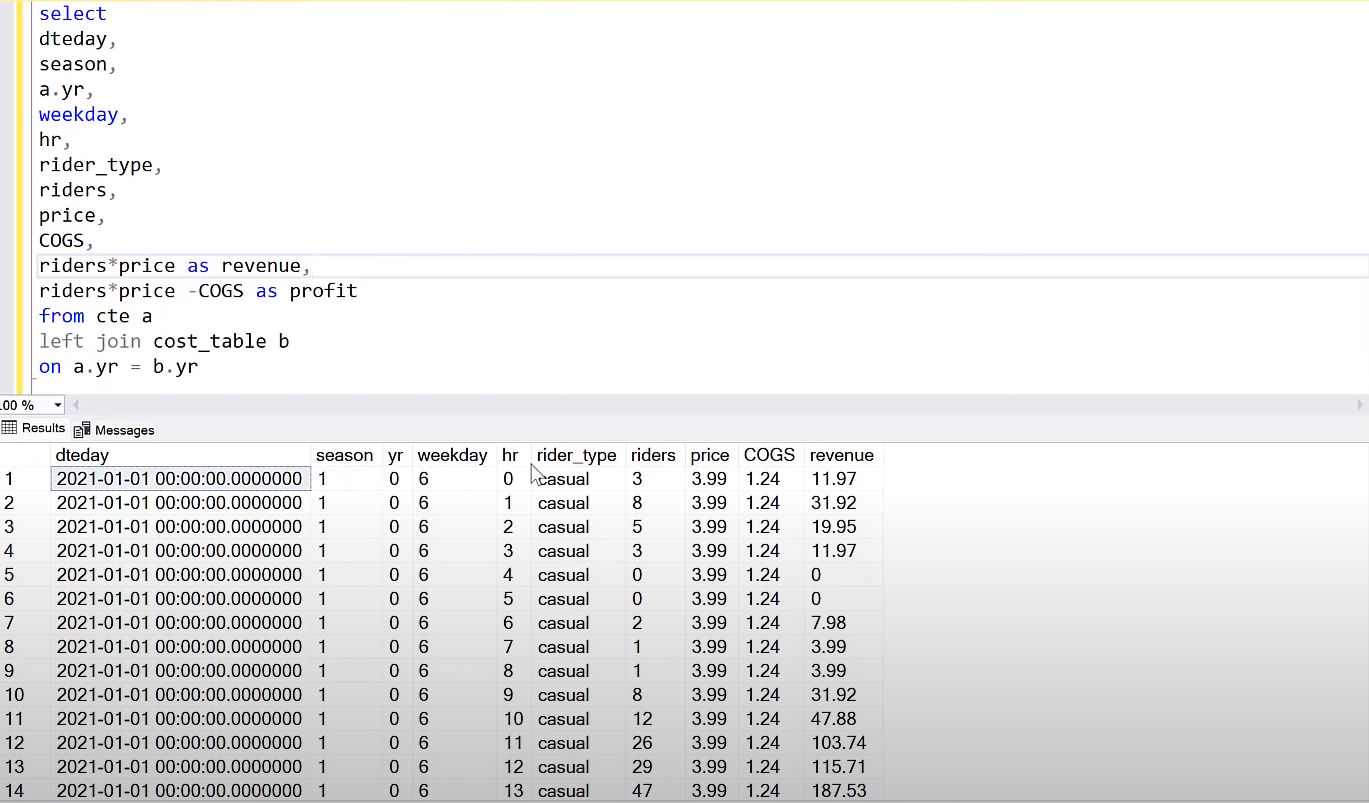 select
dteday,
season,
a.yr,
weekday,
hr,
rider_type,
riders,
price,
COGS,
riders*price as revenue,
riders*price -COGS as profit
from cte a
left join cost_table b
on a.yr = b.yr
.00 %
Results Messages
dteday season yr weekday hr rider_type riders price COGS revenue
1 2021-01-01 00:00:00.0000000 1 0 6 0 casual 3 3.99 1.24 11.97
2 2021-01-01 00:00:00.0000000 1 0 6 1 casual 8 3.99 1.24 31.92
3 2021-01-01 00:00:00.0000000 1 0 6 2 casual 5 3.99 1.24 19.95
4 2021-01-01 00:00:00.0000000 1 0 6 3 casual 3 3.99 1.24 11.97
5 2021-01-01 00:00:00.0000000 1 0 6 4 casual 0 3.99 1.24 0
6 2021-01-01 00:00:00.0000000 1 0 6 5 casual 0 3.99 1.24 0
7 2021-01-01 00:00:00.0000000 1 0 6 6 casual 2 3.99 1.24 7.98
8 2021-01-01 00:00:00.0000000 1 0 6 7 casual 1 3.99 1.24 3.99
9 2021-01-01 00:00:00.0000000 1 0 6 8 casual 1 3.99 1.24 3.99
10 2021-01-01 00:00:00.0000000 1 0 6 9 casual 8 3.99 1.24 31.92
11 2021-01-01 00:00:00.0000000 1 0 6 10 casual 12 3.99 1.24 47.88
12 2021-01-01 00:00:00.0000000 1 0 6 11 casual 26 3.99 1.24 103.74
13 2021-01-01 00:00:00.0000000 1 0 6 12 casual 29 3.99 1.24 115.71
14 2021-01-01 00:00:00.0000000 1 0 6 13 casual 47 3.99 1.24 187.53